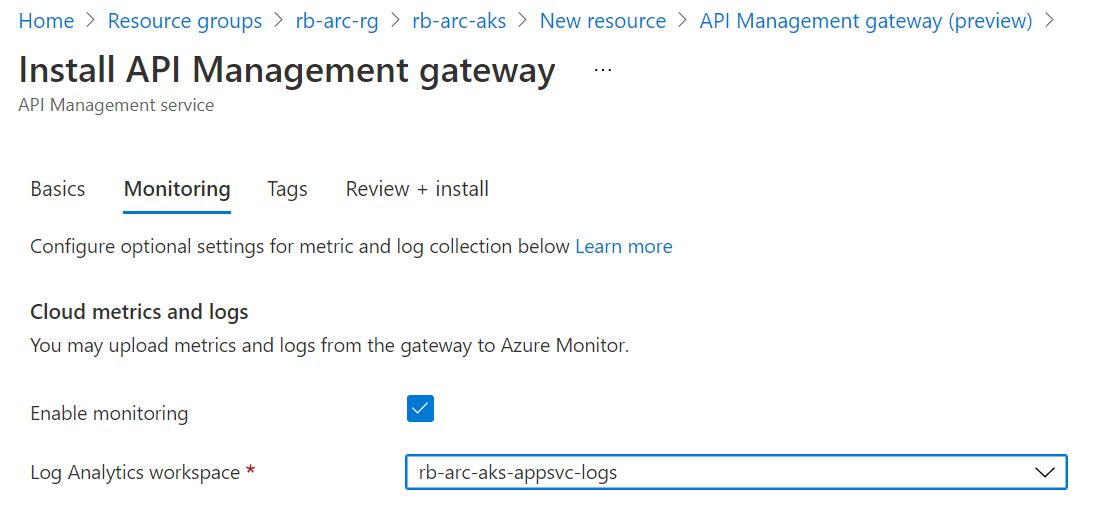 Home > Resource groups > rb-arc-rg > rb-arc-aks > New resource > API Management gateway (preview) >
Install API Management gateway ...
API Management service
Basics Monitoring Tags Review + install
Configure optional settings for metric and log collection below Learn more
Cloud metrics and logs
You may upload metrics and logs from the gateway to Azure Monitor.
Enable monitoring
Log Analytics workspace * rb-arc-aks-appsvc-logs